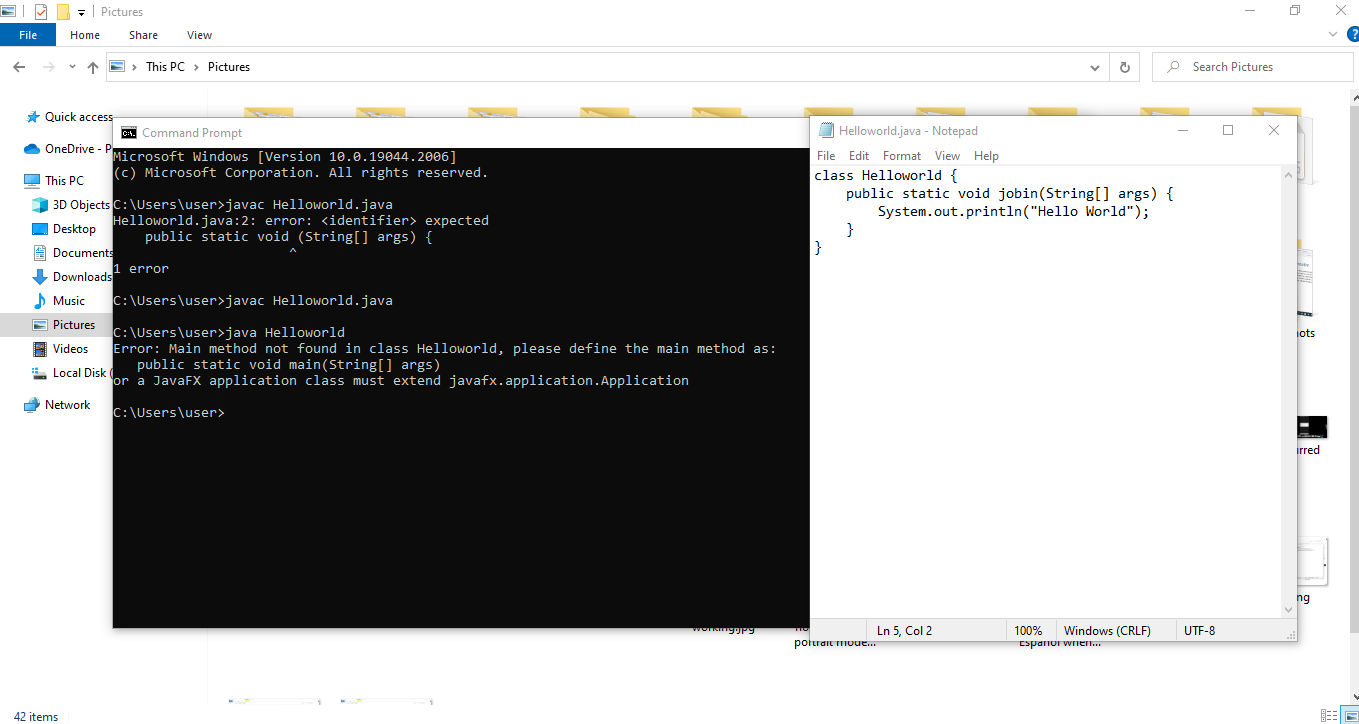 Pictures
File Home Share View
This PC Pictures
Search Pictures
Quick access
OneDrive - P
This PC
3D Objects
Desktop
Documents
Downloads
Music
Pictures
Videos
Local Disk (
Network
Command Prompt
Microsoft Windows [Version 10.0.19044.2006]
(c) Microsoft Corporation. All rights reserved.
C:\Users\user>javac Helloworld.java
Helloworld.java:2: error: <identifier> expected
public static void (String[] args) {
^
1 error
C:\Users\user>javac Helloworld.java
C:\Users\user>java Helloworld
Error: Main method not found in class Helloworld, please define the main method as:
public static void main(String[] args)
or a JavaFX application class must extend javafx.application.Application
C:\Users\user>
Helloworld.java - Notepad
File Edit Format View Help
class Helloworld {
public static void jobin(String[] args) {
System.out.println("Hello World");
}
}
Ln 5, Col 2 100% Windows (CRLF) UTF-8
ots
rred
ng
working.jpg
portrait mode...
Español when...
42 items